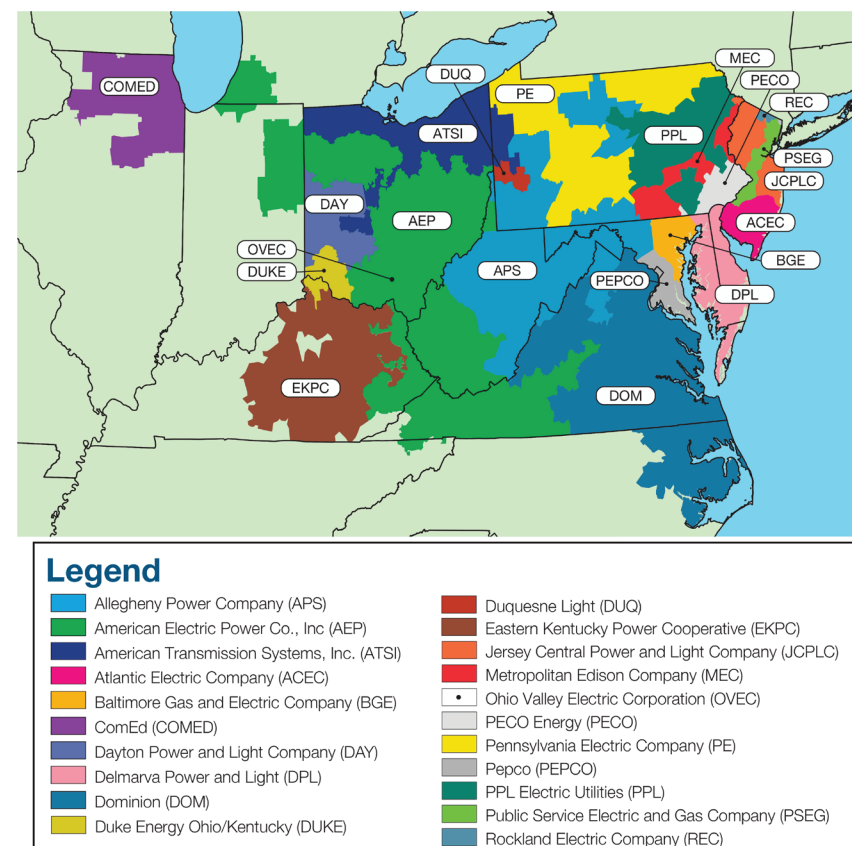 COMED
DUQ
PE
MEC
PECO
REC
ATSI
PPL
PSEG
JCPLC
DAY
AEP
ACEC
OVEC
DUKE
APS
BGE
PEPCO
DPL
EKPC
DOM
Legend
Allegheny Power Company (APS)
American Electric Power Co., Inc (AEP)
American Transmission Systems, Inc. (ATSI)
Atlantic Electric Company (ACEC)
Baltimore Gas and Electric Company (BGE)
ComEd (COMED)
Dayton Power and Light Company (DAY)
Delmarva Power and Light (DPL)
Dominion (DOM)
Duke Energy Ohio/Kentucky (DUKE)
Duquesne Light (DUQ)
Eastern Kentucky Power Cooperative (EKPC)
Jersey Central Power and Light Company (JCPLC)
Metropolitan Edison Company (MEC)
Ohio Valley Electric Corporation (OVEC)
PECO Energy (PECO)
Pennsylvania Electric Company (PE)
Pepco (PEPCO)
PPL Electric Utilities (PPL)
Public Service Electric and Gas Company (PSEG)
Rockland Electric Company (REC)